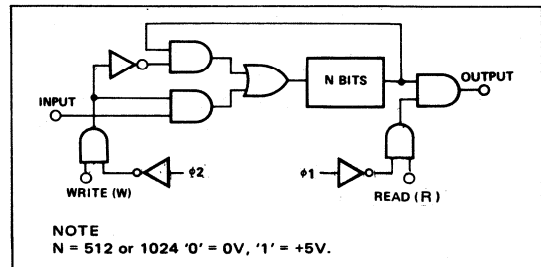 N BITS
OUTPUT
INPUT
WRITE (W)
φ2
φ1
READ (R)
NOTE
N = 512 or 1024 '0' = 0V, '1' = +5V.